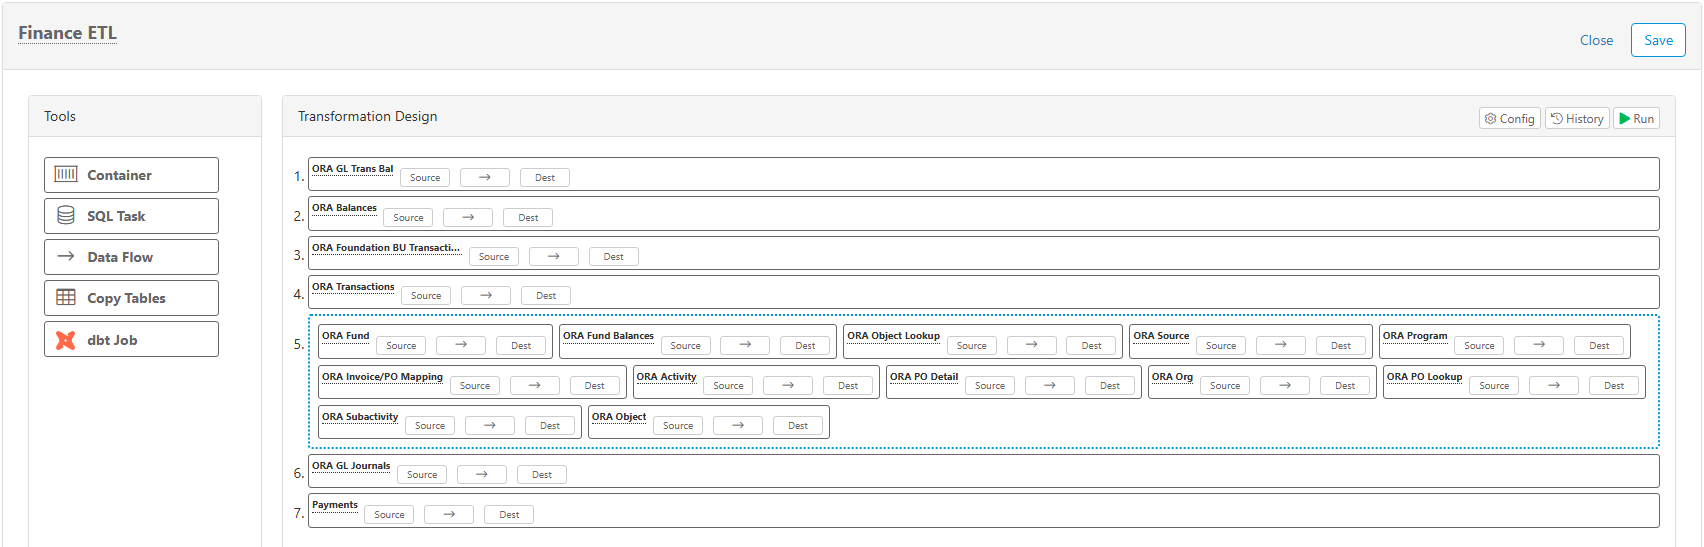 Finance ETL
Close Save
Tools
Transformation Design
Config History Run
Container
SQL Task
Data Flow
Copy Tables
dbt Job
1. ORA GL Trans Bal Source → Dest
2. ORA Balances Source → Dest
3. ORA Foundation BU Transacti... Source → Dest
4. ORA Transactions Source → Dest
5. ORA Fund Source → Dest ORA Fund Balances Source → Dest ORA Object Lookup Source → Dest ORA Source Source → Dest ORA Program Source → Dest
ORA Invoice/PO Mapping Source → Dest ORA Activity Source → Dest ORA PO Detail Source → Dest ORA Org Source → Dest ORA PO Lookup Source → Dest
ORA Subactivity Source → Dest ORA Object Source → Dest
6. ORA GL Journals Source → Dest
7. Payments Source → Dest